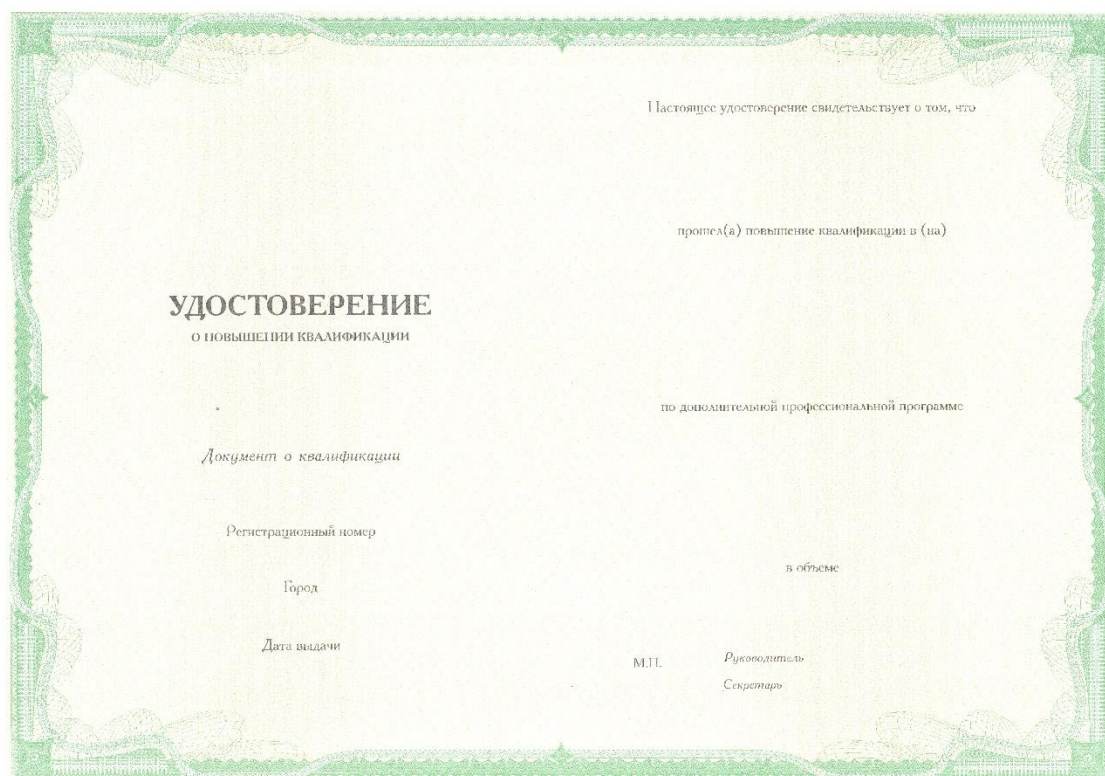 УДОСТОВЕРЕНИЕ
О ПОВЫШЕНИИ КВАЛИФИКАЦИИ
Документ о квалификации
Регистрационный номер
Город
Дата выдачи
Настоящее удостоверение свидетельствует о том, что
прошел(а) повышение квалификации в (на)
по дополнительной профессиональной программе
в объеме
М.П. Руководитель
Секретарь